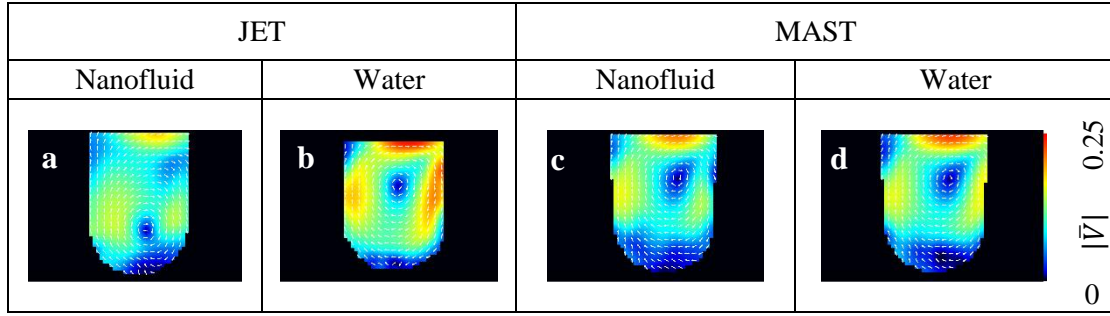 JET MAST
Nanofluid Water Nanofluid Water
a b c d
0 |V̄| 0.25